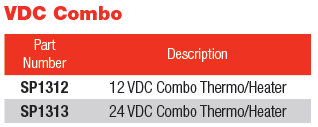 VDC Combo
Part
Number
Description
SP1312 12 VDC Combo Thermo/Heater
SP1313 24 VDC Combo Thermo/Heater